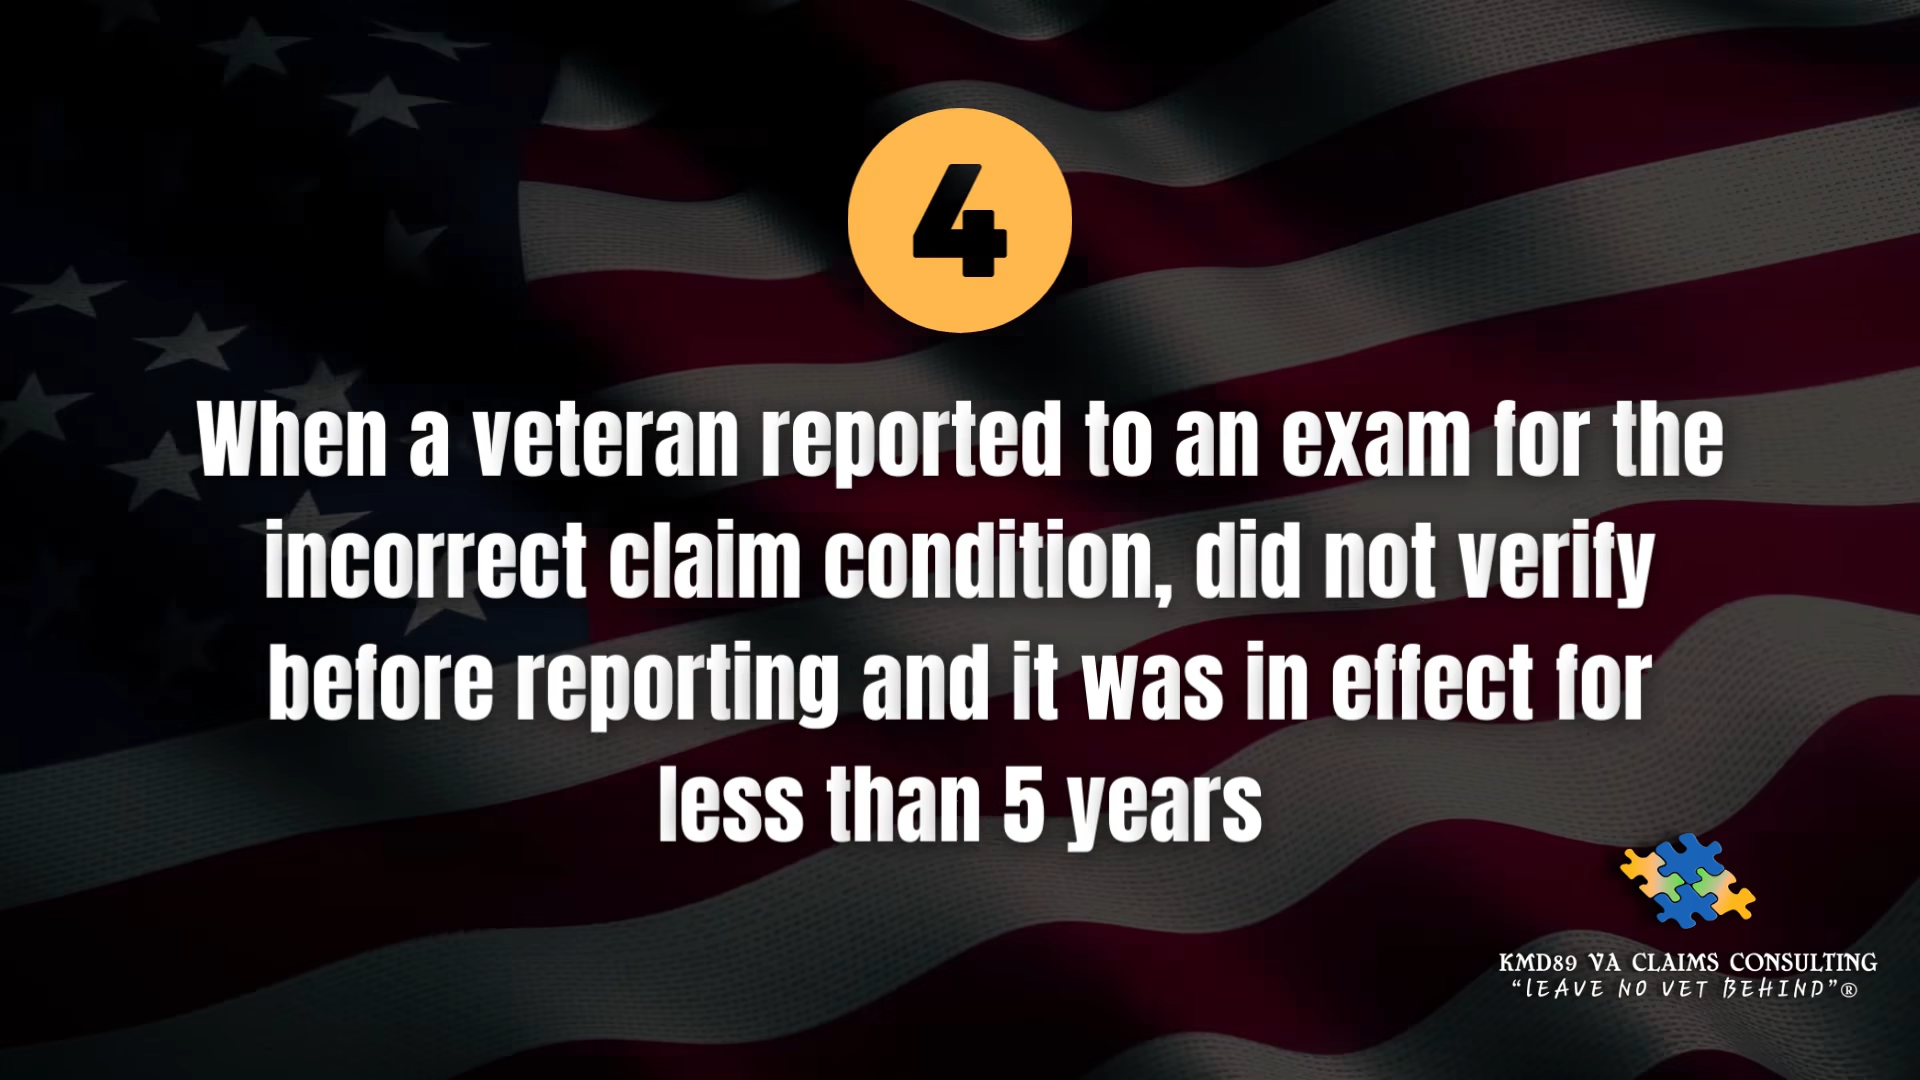 4
When a veteran reported to an exam for the
incorrect claim condition, did not verify
before reporting and it was in effect for
less than 5 years
KMD89 VA CLAIMS CONSULTING
“LEAVE NO VET BEHIND”®